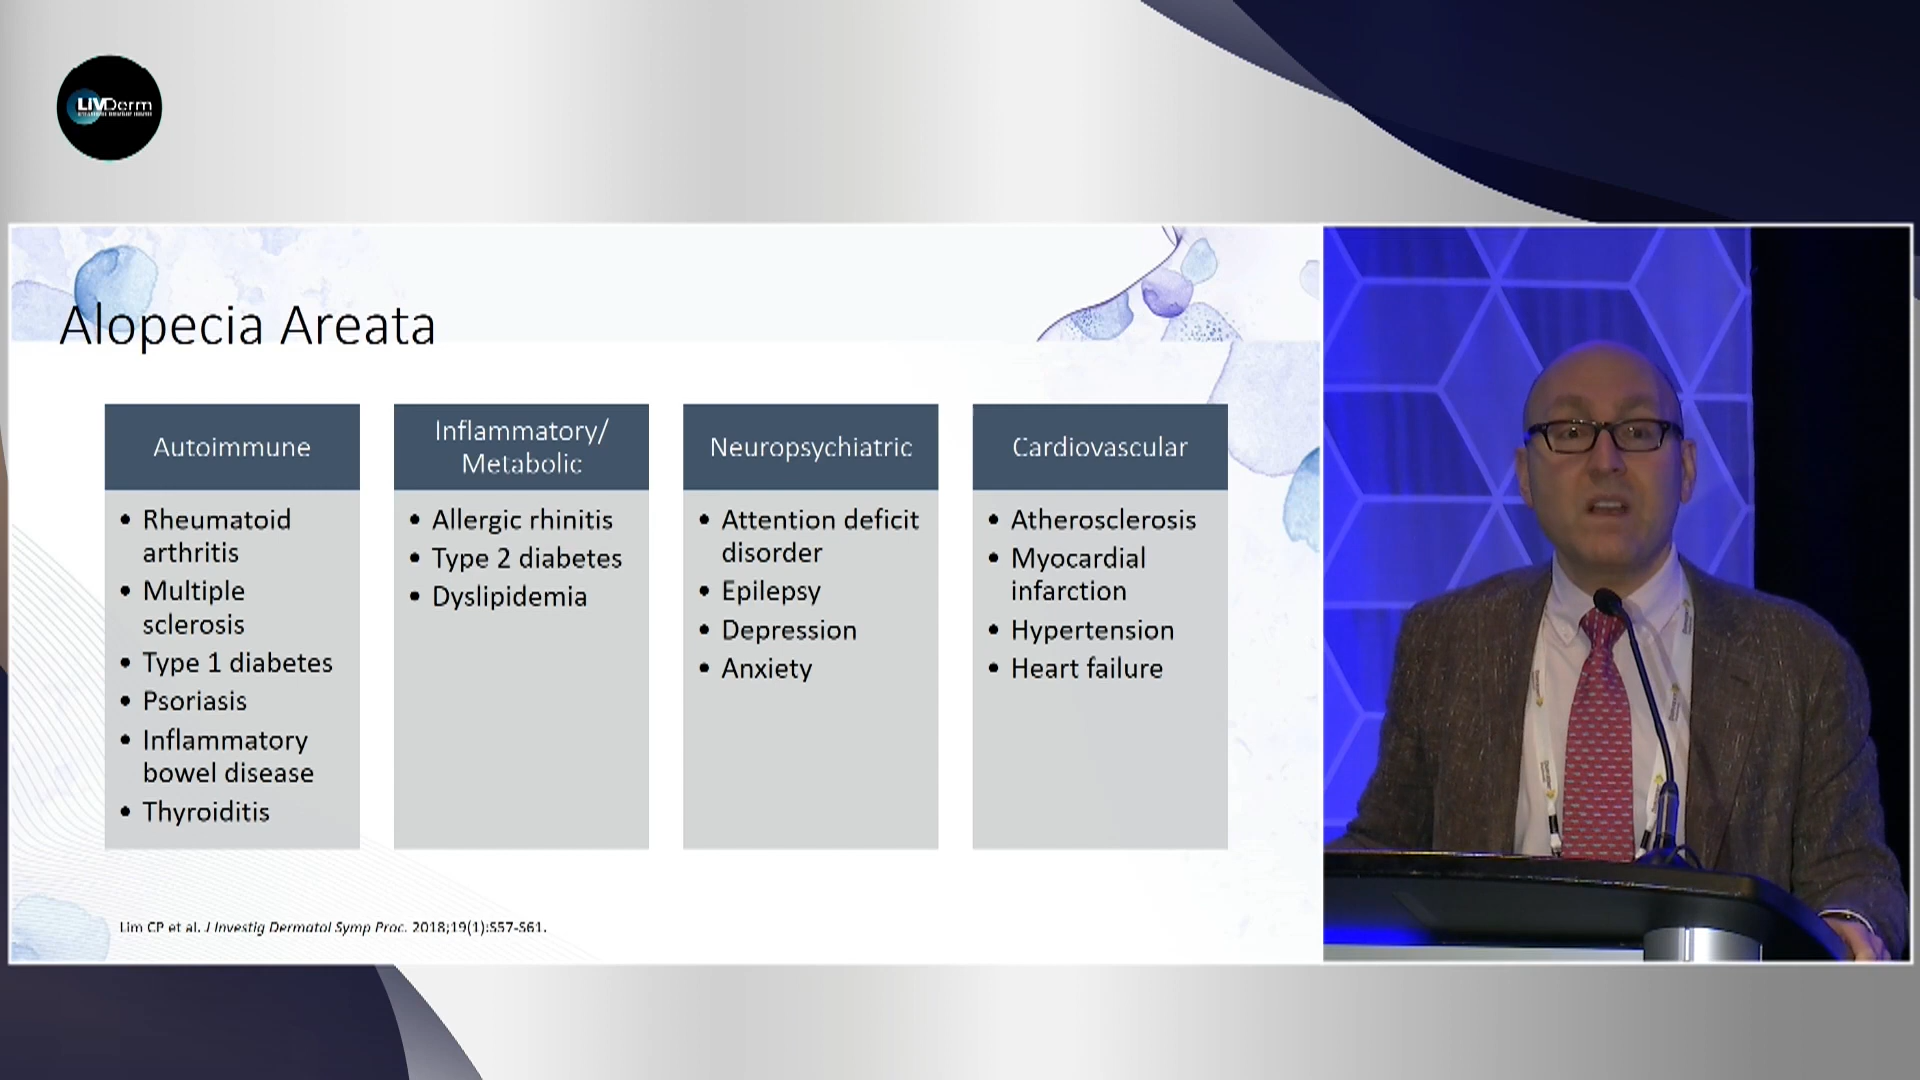 LIVDerm
Alopecia Areata
Autoimmune
• Rheumatoid
arthritis
• Multiple
sclerosis
• Type 1 diabetes
• Psoriasis
• Inflammatory
bowel disease
• Thyroiditis
Inflammatory/
Metabolic
• Allergic rhinitis
• Type 2 diabetes
• Dyslipidemia
Neuropsychiatric
• Attention deficit
disorder
• Epilepsy
• Depression
• Anxiety
Cardiovascular
• Atherosclerosis
• Myocardial
infarction
• Hypertension
• Heart failure
Lim CP et al. J Investig Dermatol Symp Proc. 2018;19(1):S57-S61.